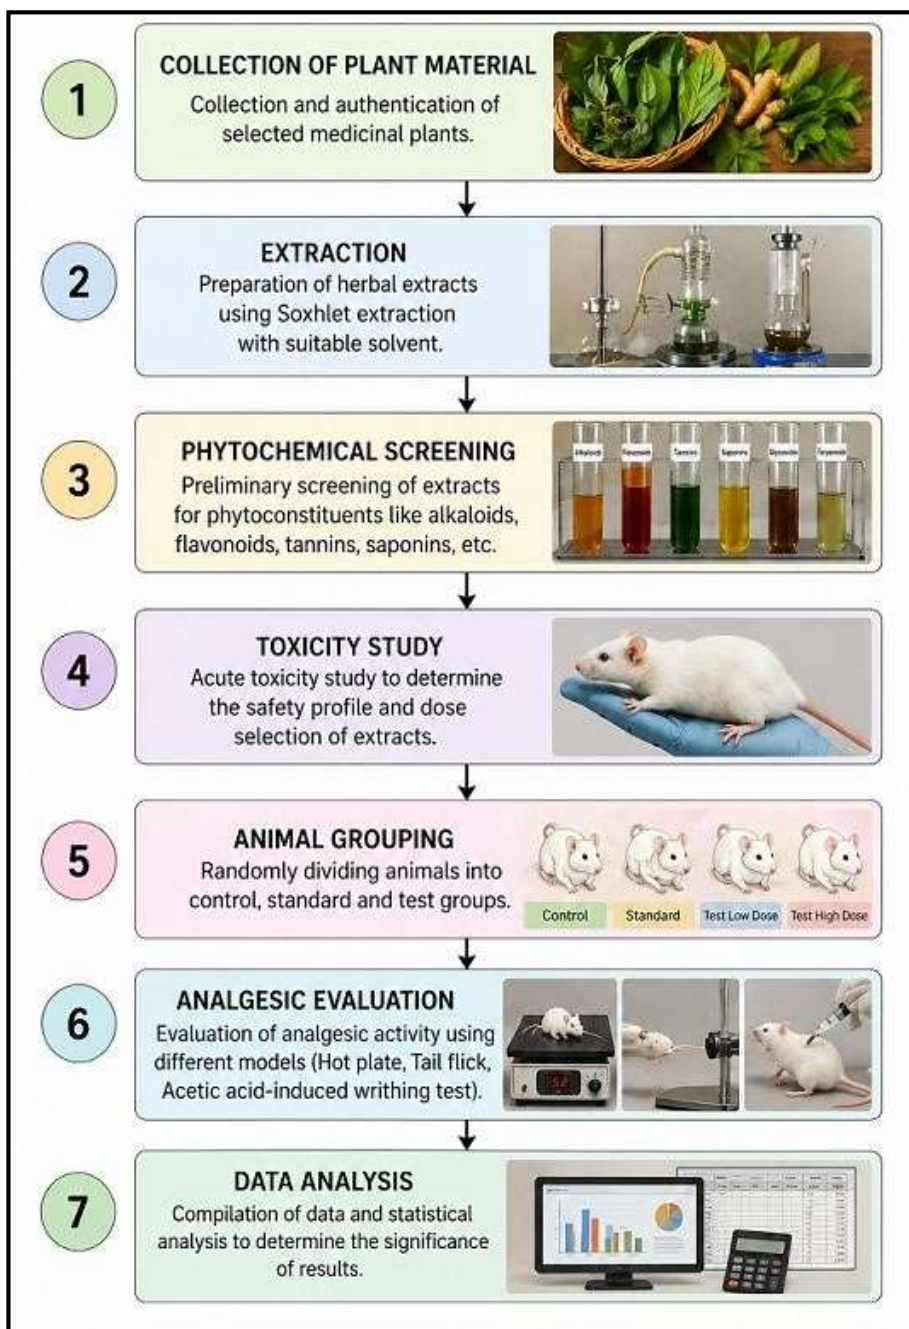 1
COLLECTION OF PLANT MATERIAL
Collection and authentication of
selected medicinal plants.
2
EXTRACTION
Preparation of herbal extracts
using Soxhlet extraction
with suitable solvent.
3
PHYTOCHEMICAL SCREENING
Preliminary screening of extracts
for phytoconstituents like alkaloids,
flavonoids, tannins, saponins, etc.
4
TOXICITY STUDY
Acute toxicity study to determine
the safety profile and dose
selection of extracts.
5
ANIMAL GROUPING
Randomly dividing animals into
control, standard and test groups.
Control Standard Test Low Dose Test High Dose
6
ANALGESIC EVALUATION
Evaluation of analgesic activity using
different models (Hot plate, Tail flick,
Acetic acid-induced writhing test).
7
DATA ANALYSIS
Compilation of data and statistical
analysis to determine the significance
of results.